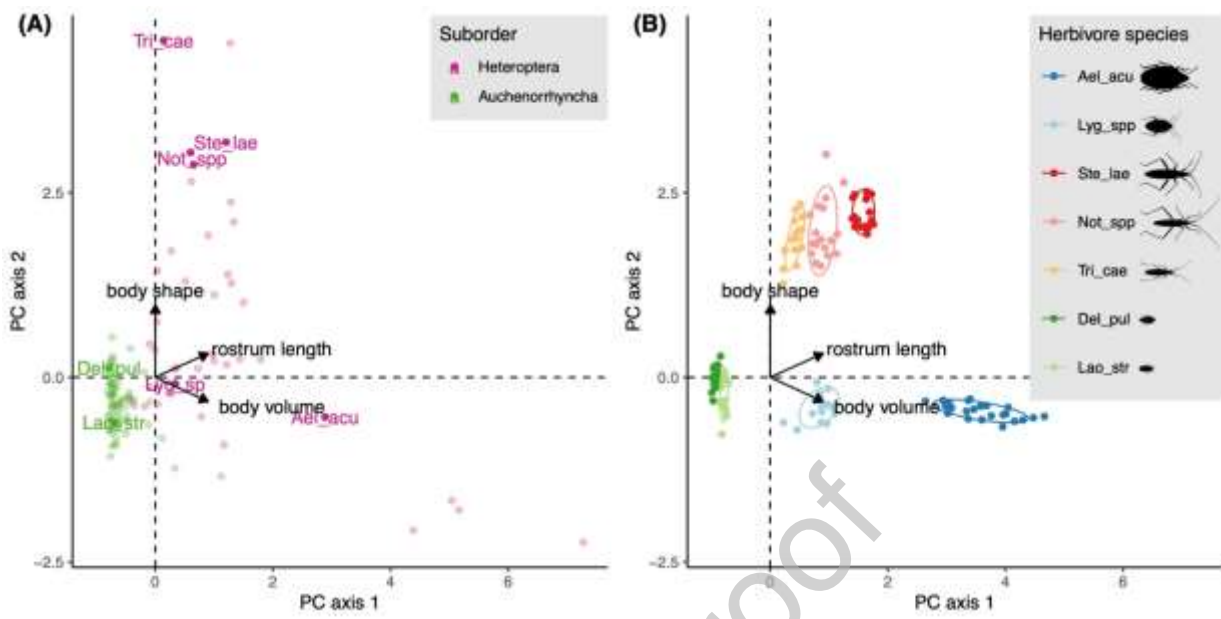 (A)
Suborder
Heteroptera
Auchenorrhyncha
Tri_cae
Ste_lae
Not_spp
body shape
rostrum length
Del_pul
Lyg_sp
body volume
Ael_acu
Lao_str
PC axis 2
2.5
0.0
−2.5
0
2
4
6
PC axis 1
(B)
Herbivore species
Ael_acu
Lyg_spp
Ste_lae
Not_spp
Tri_cae
Del_pul
Lao_str
body shape
rostrum length
body volume
PC axis 2
2.5
0.0
−2.5
0
2
4
6
PC axis 1
roof